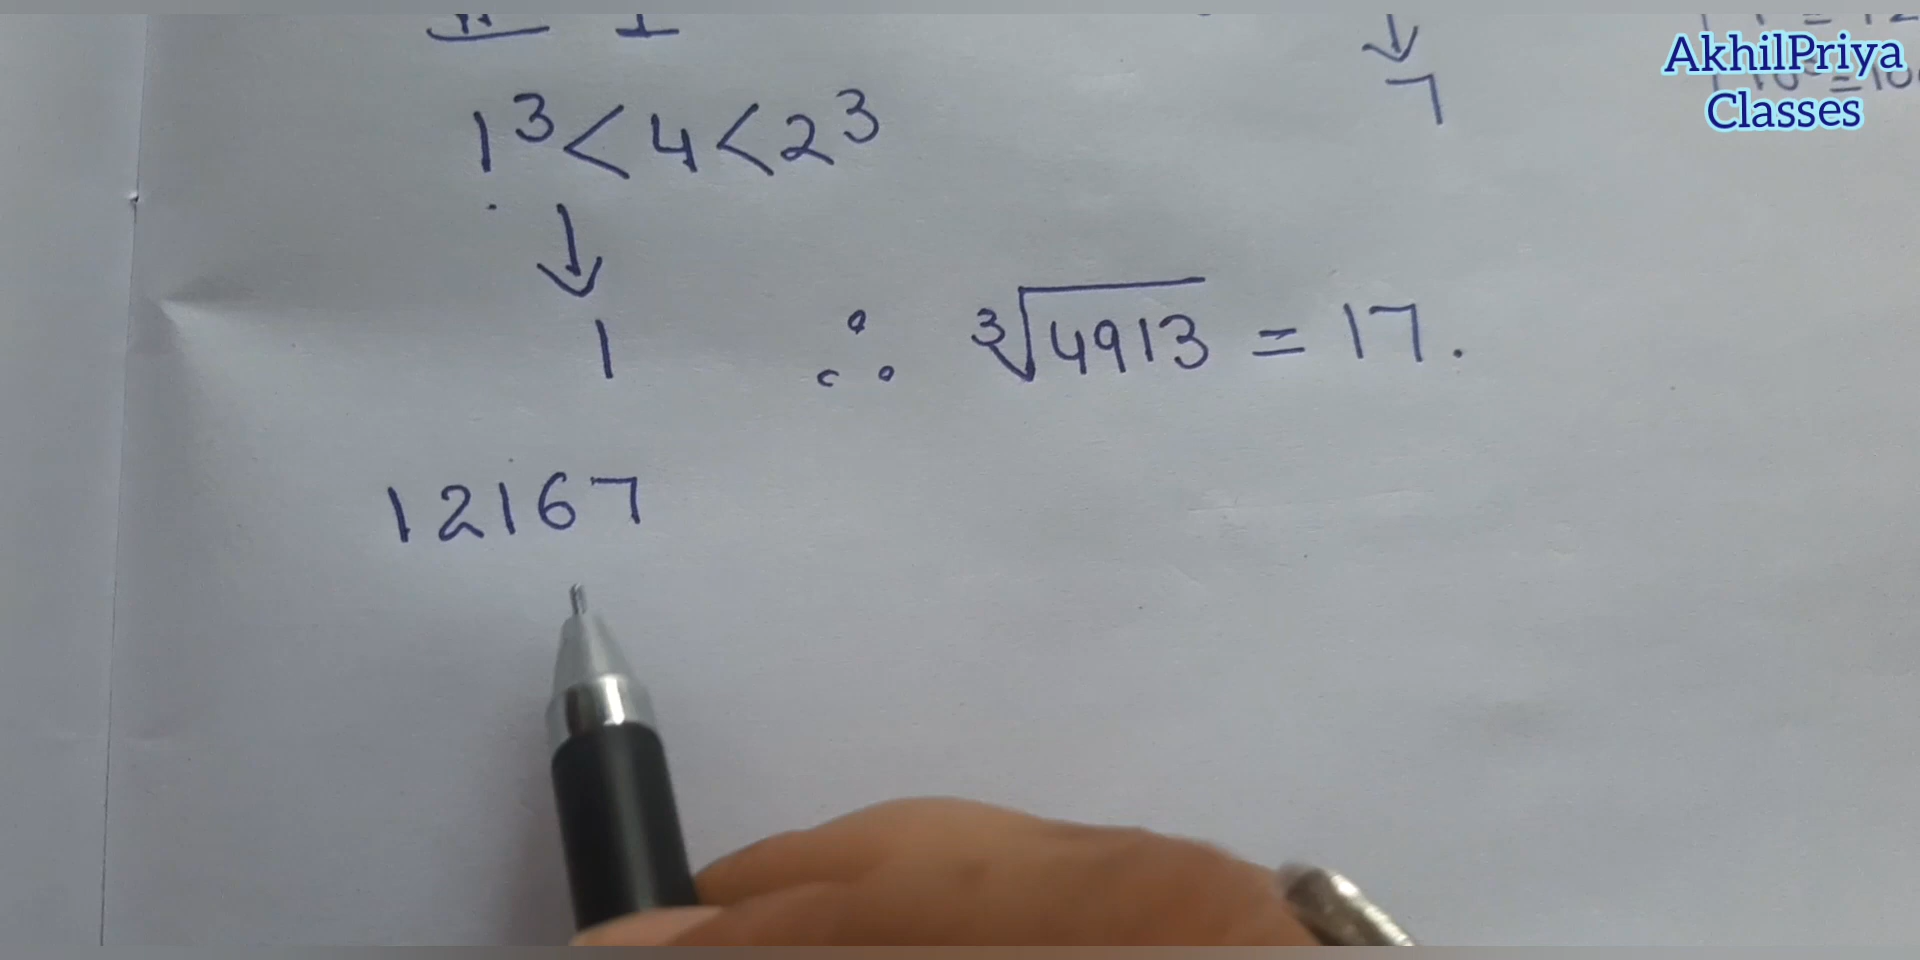 1³ < 4 < 2³
↓
7
AkhilPriya
Classes
↓
1
∴ ∛4913 = 17.
12167